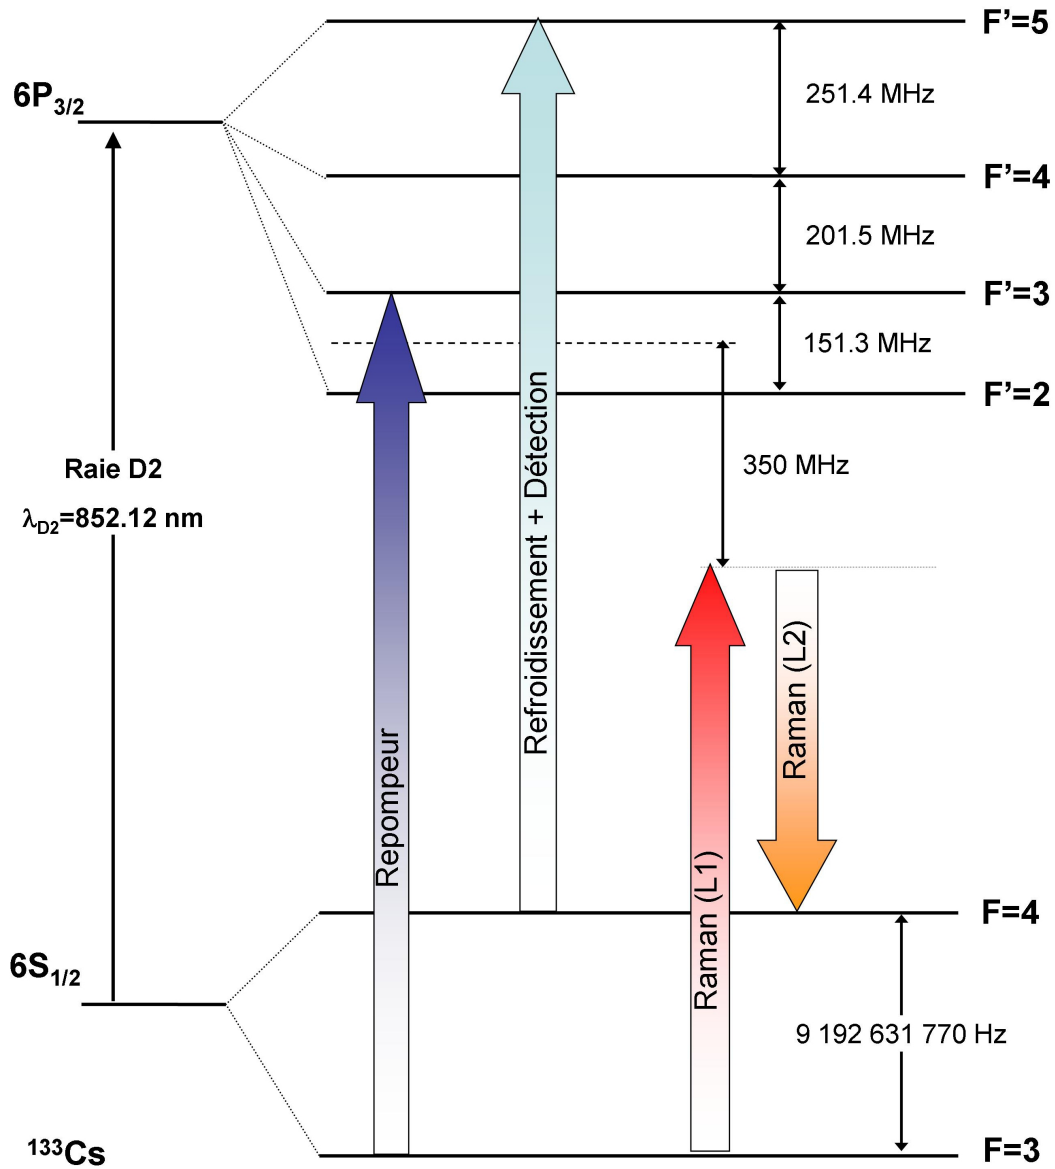 F’=5
6P3/2
251.4 MHz
F’=4
201.5 MHz
F’=3
151.3 MHz
F’=2
Raie D2
350 MHz
λD2=852.12 nm
Refroidissement + Détection
Raman (L2)
Repompeur
Raman (L1)
F=4
6S1/2
9 192 631 770 Hz
133Cs
F=3